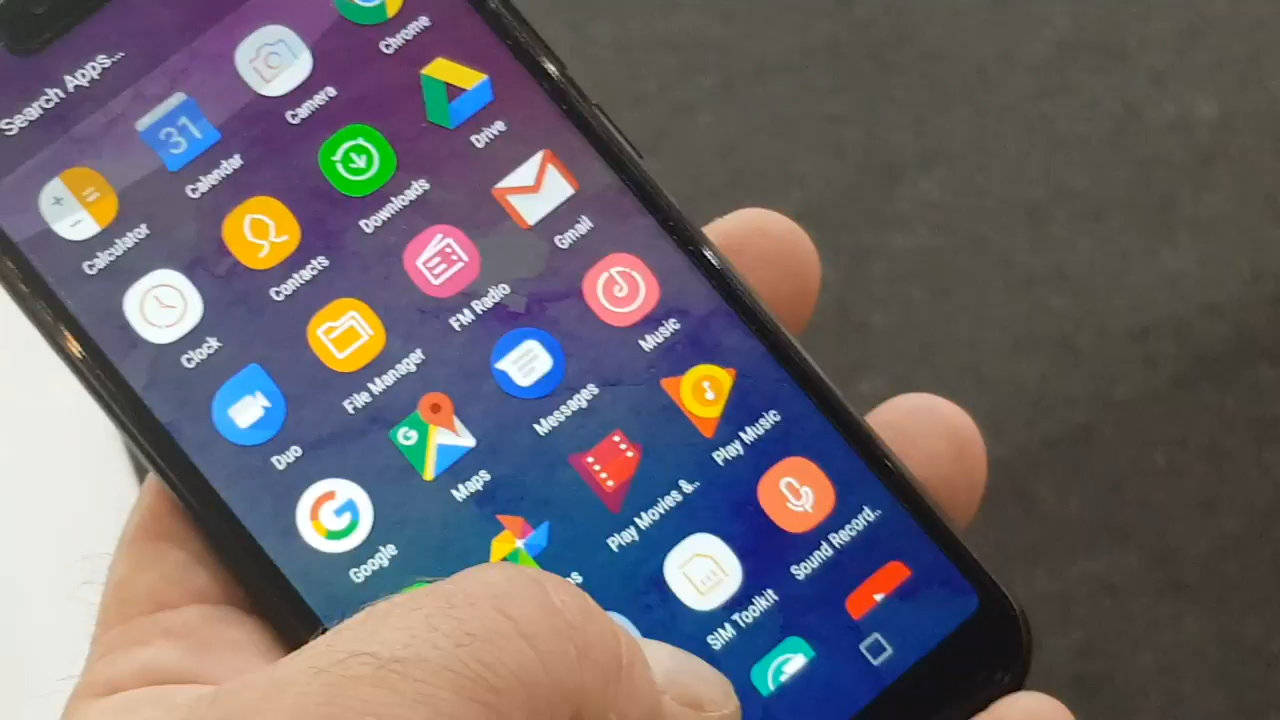 Search Apps...
Calculator
Calendar
31
Camera
Chrome
Clock
Contacts
Downloads
Drive
Duo
File Manager
FM Radio
Gmail
Google
G
Maps
Messages
Music
Play Movies &..
Play Music
SIM Toolkit
Sound Record..